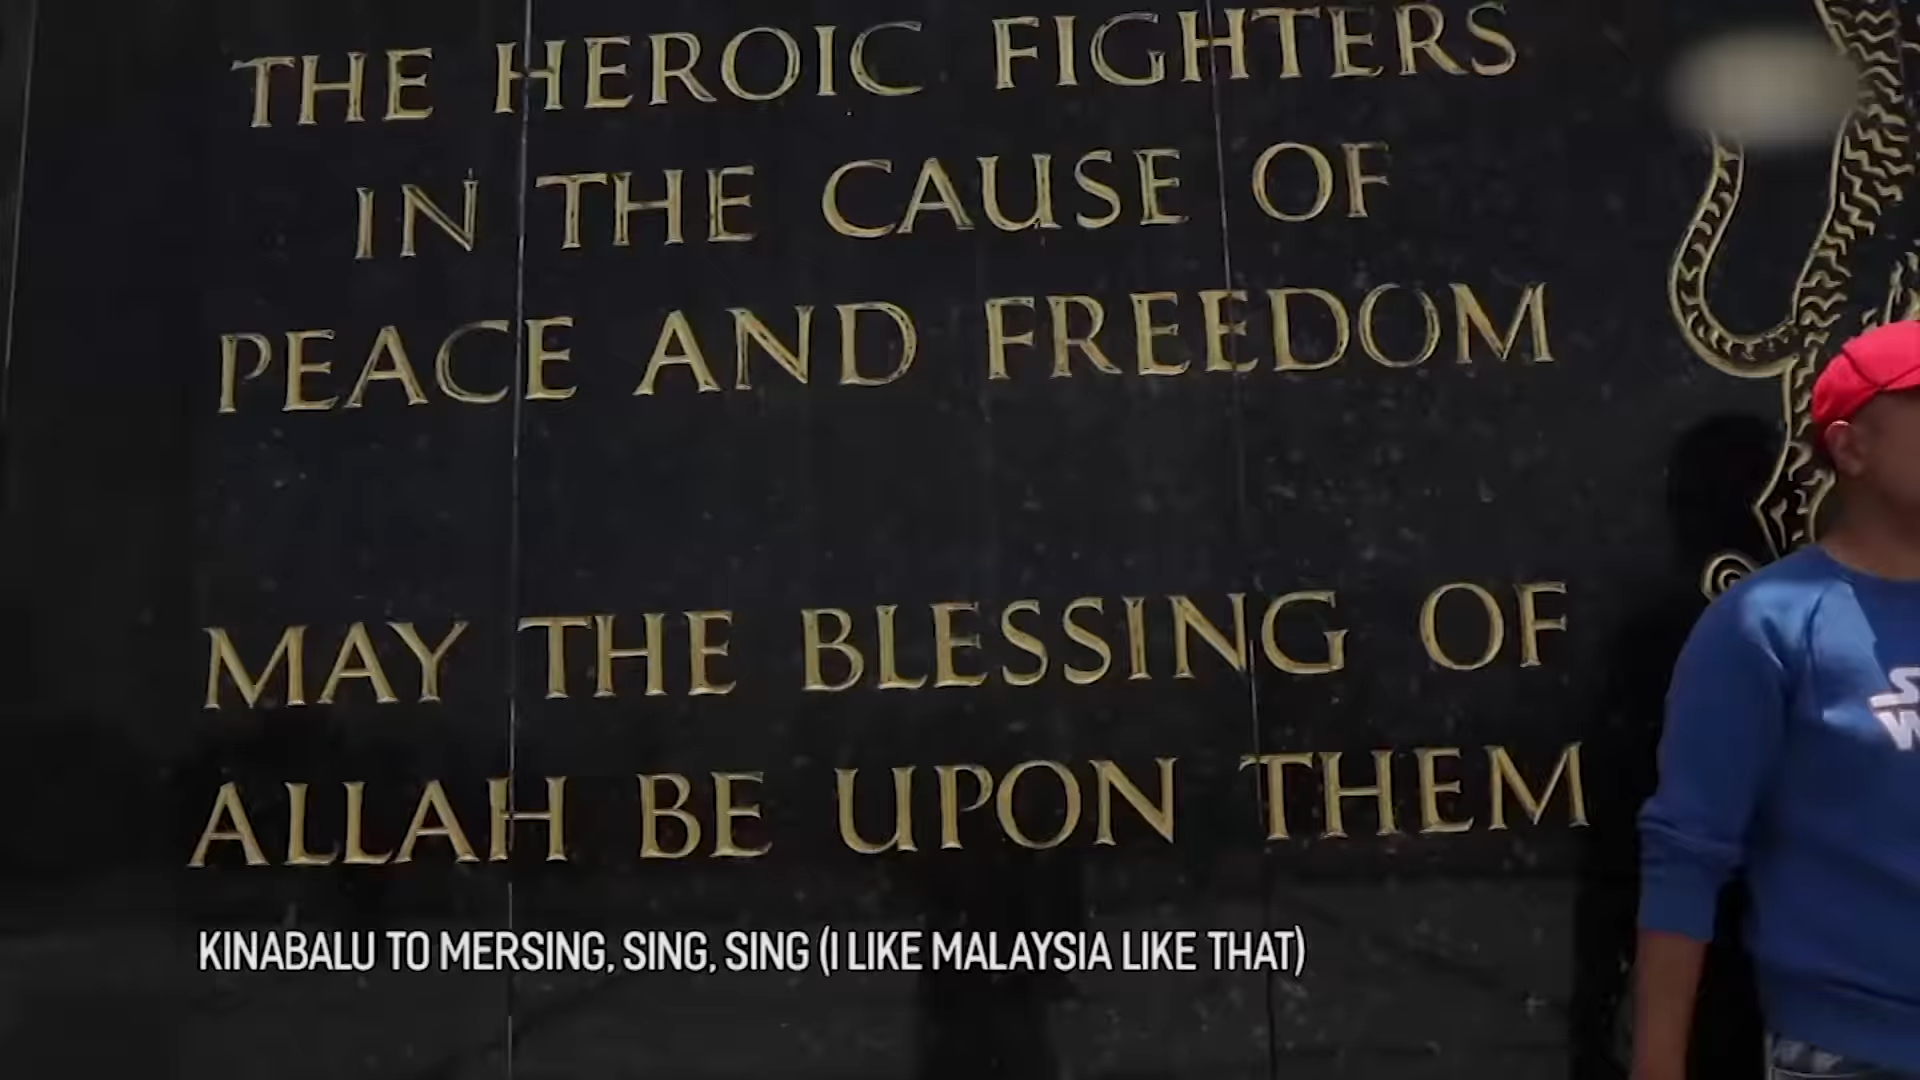 THE HEROIC FIGHTERS
IN THE CAUSE OF
PEACE AND FREEDOM
MAY THE BLESSING OF
ALLAH BE UPON THEM
KINABALU TO MERSING, SING, SING (I LIKE MALAYSIA LIKE THAT)